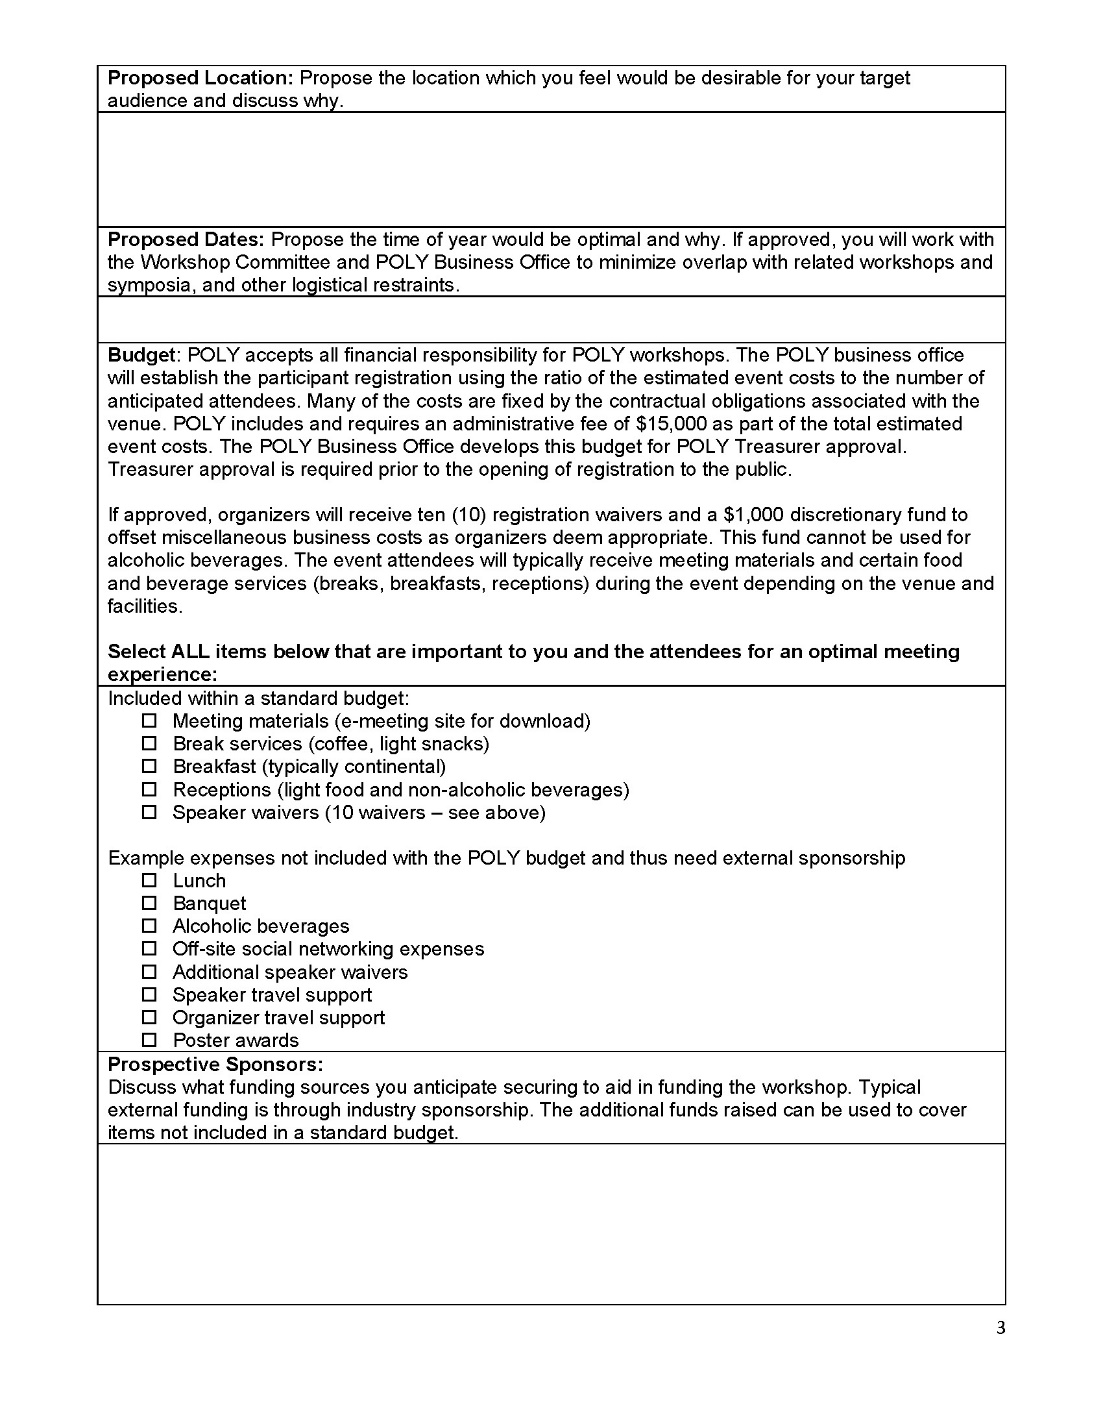 Proposed Location: Propose the location which you feel would be desirable for your target
audience and discuss why.
Proposed Dates: Propose the time of year would be optimal and why. If approved, you will work with
the Workshop Committee and POLY Business Office to minimize overlap with related workshops and
symposia, and other logistical restraints.
Budget: POLY accepts all financial responsibility for POLY workshops. The POLY business office
will establish the participant registration using the ratio of the estimated event costs to the number of
anticipated attendees. Many of the costs are fixed by the contractual obligations associated with the
venue. POLY includes and requires an administrative fee of $15,000 as part of the total estimated
event costs. The POLY Business Office develops this budget for POLY Treasurer approval.
Treasurer approval is required prior to the opening of registration to the public.
If approved, organizers will receive ten (10) registration waivers and a $1,000 discretionary fund to
offset miscellaneous business costs as organizers deem appropriate. This fund cannot be used for
alcoholic beverages. The event attendees will typically receive meeting materials and certain food
and beverage services (breaks, breakfasts, receptions) during the event depending on the venue and
facilities.
Select ALL items below that are important to you and the attendees for an optimal meeting
experience:
Included within a standard budget:
☐ Meeting materials (e-meeting site for download)
☐ Break services (coffee, light snacks)
☐ Breakfast (typically continental)
☐ Receptions (light food and non-alcoholic beverages)
☐ Speaker waivers (10 waivers – see above)
Example expenses not included with the POLY budget and thus need external sponsorship
☐ Lunch
☐ Banquet
☐ Alcoholic beverages
☐ Off-site social networking expenses
☐ Additional speaker waivers
☐ Speaker travel support
☐ Organizer travel support
☐ Poster awards
Prospective Sponsors:
Discuss what funding sources you anticipate securing to aid in funding the workshop. Typical
external funding is through industry sponsorship. The additional funds raised can be used to cover
items not included in a standard budget.
3